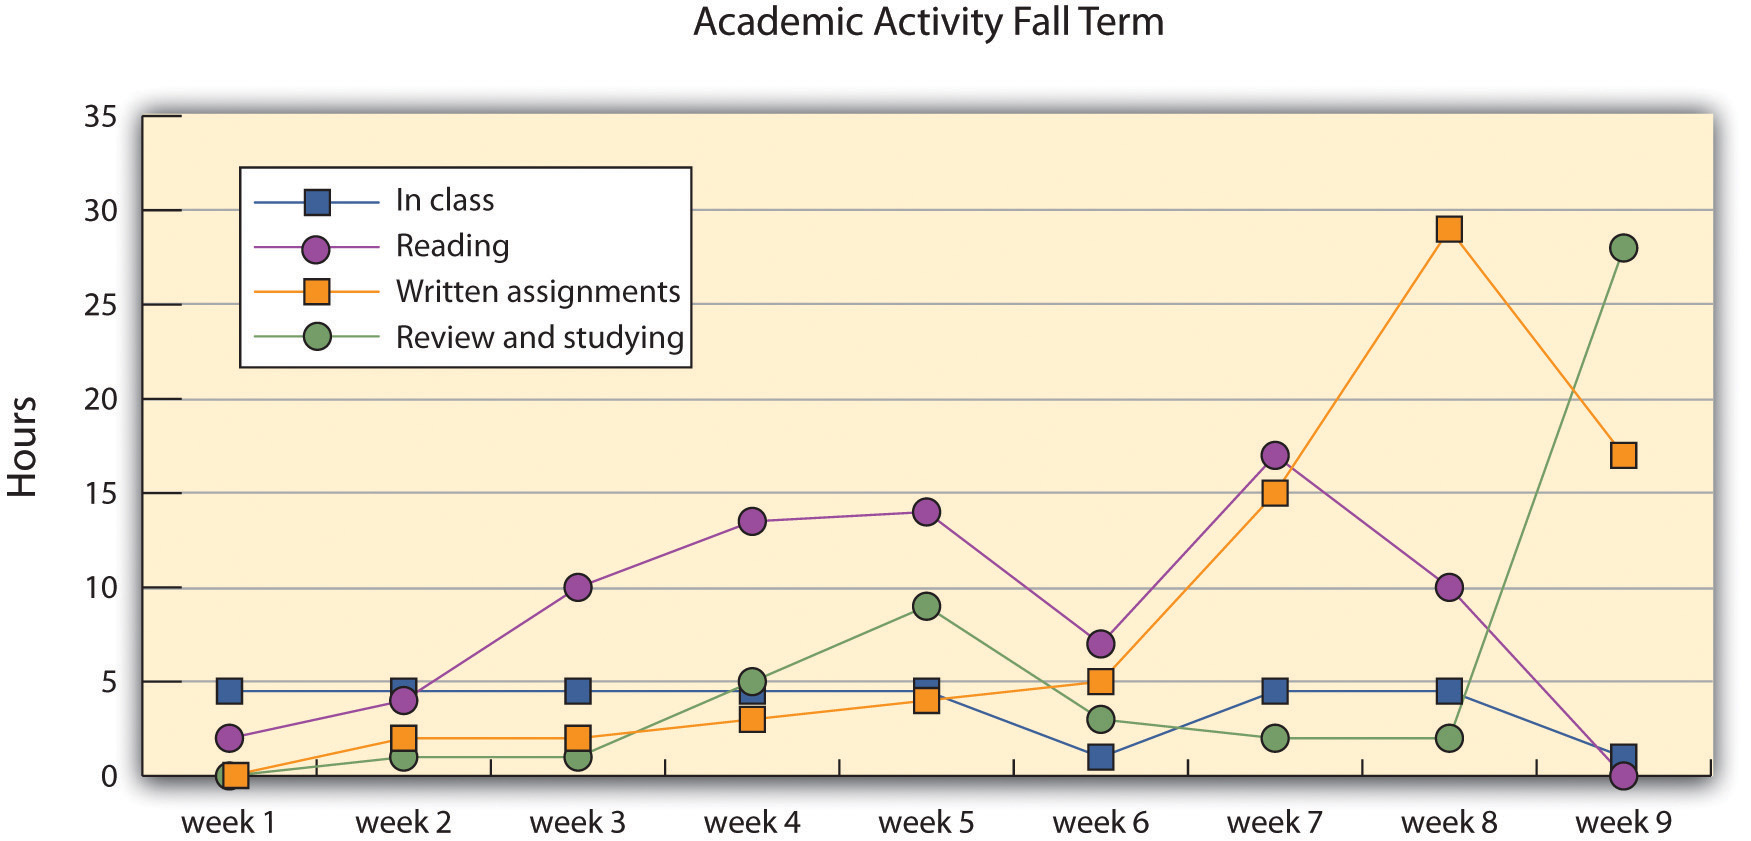 Academic Activity Fall Term
35
30
25
20
15
10
5
0
Hours
In class
Reading
Written assignments
Review and studying
week 1 week 2 week 3 week 4 week 5 week 6 week 7 week 8 week 9